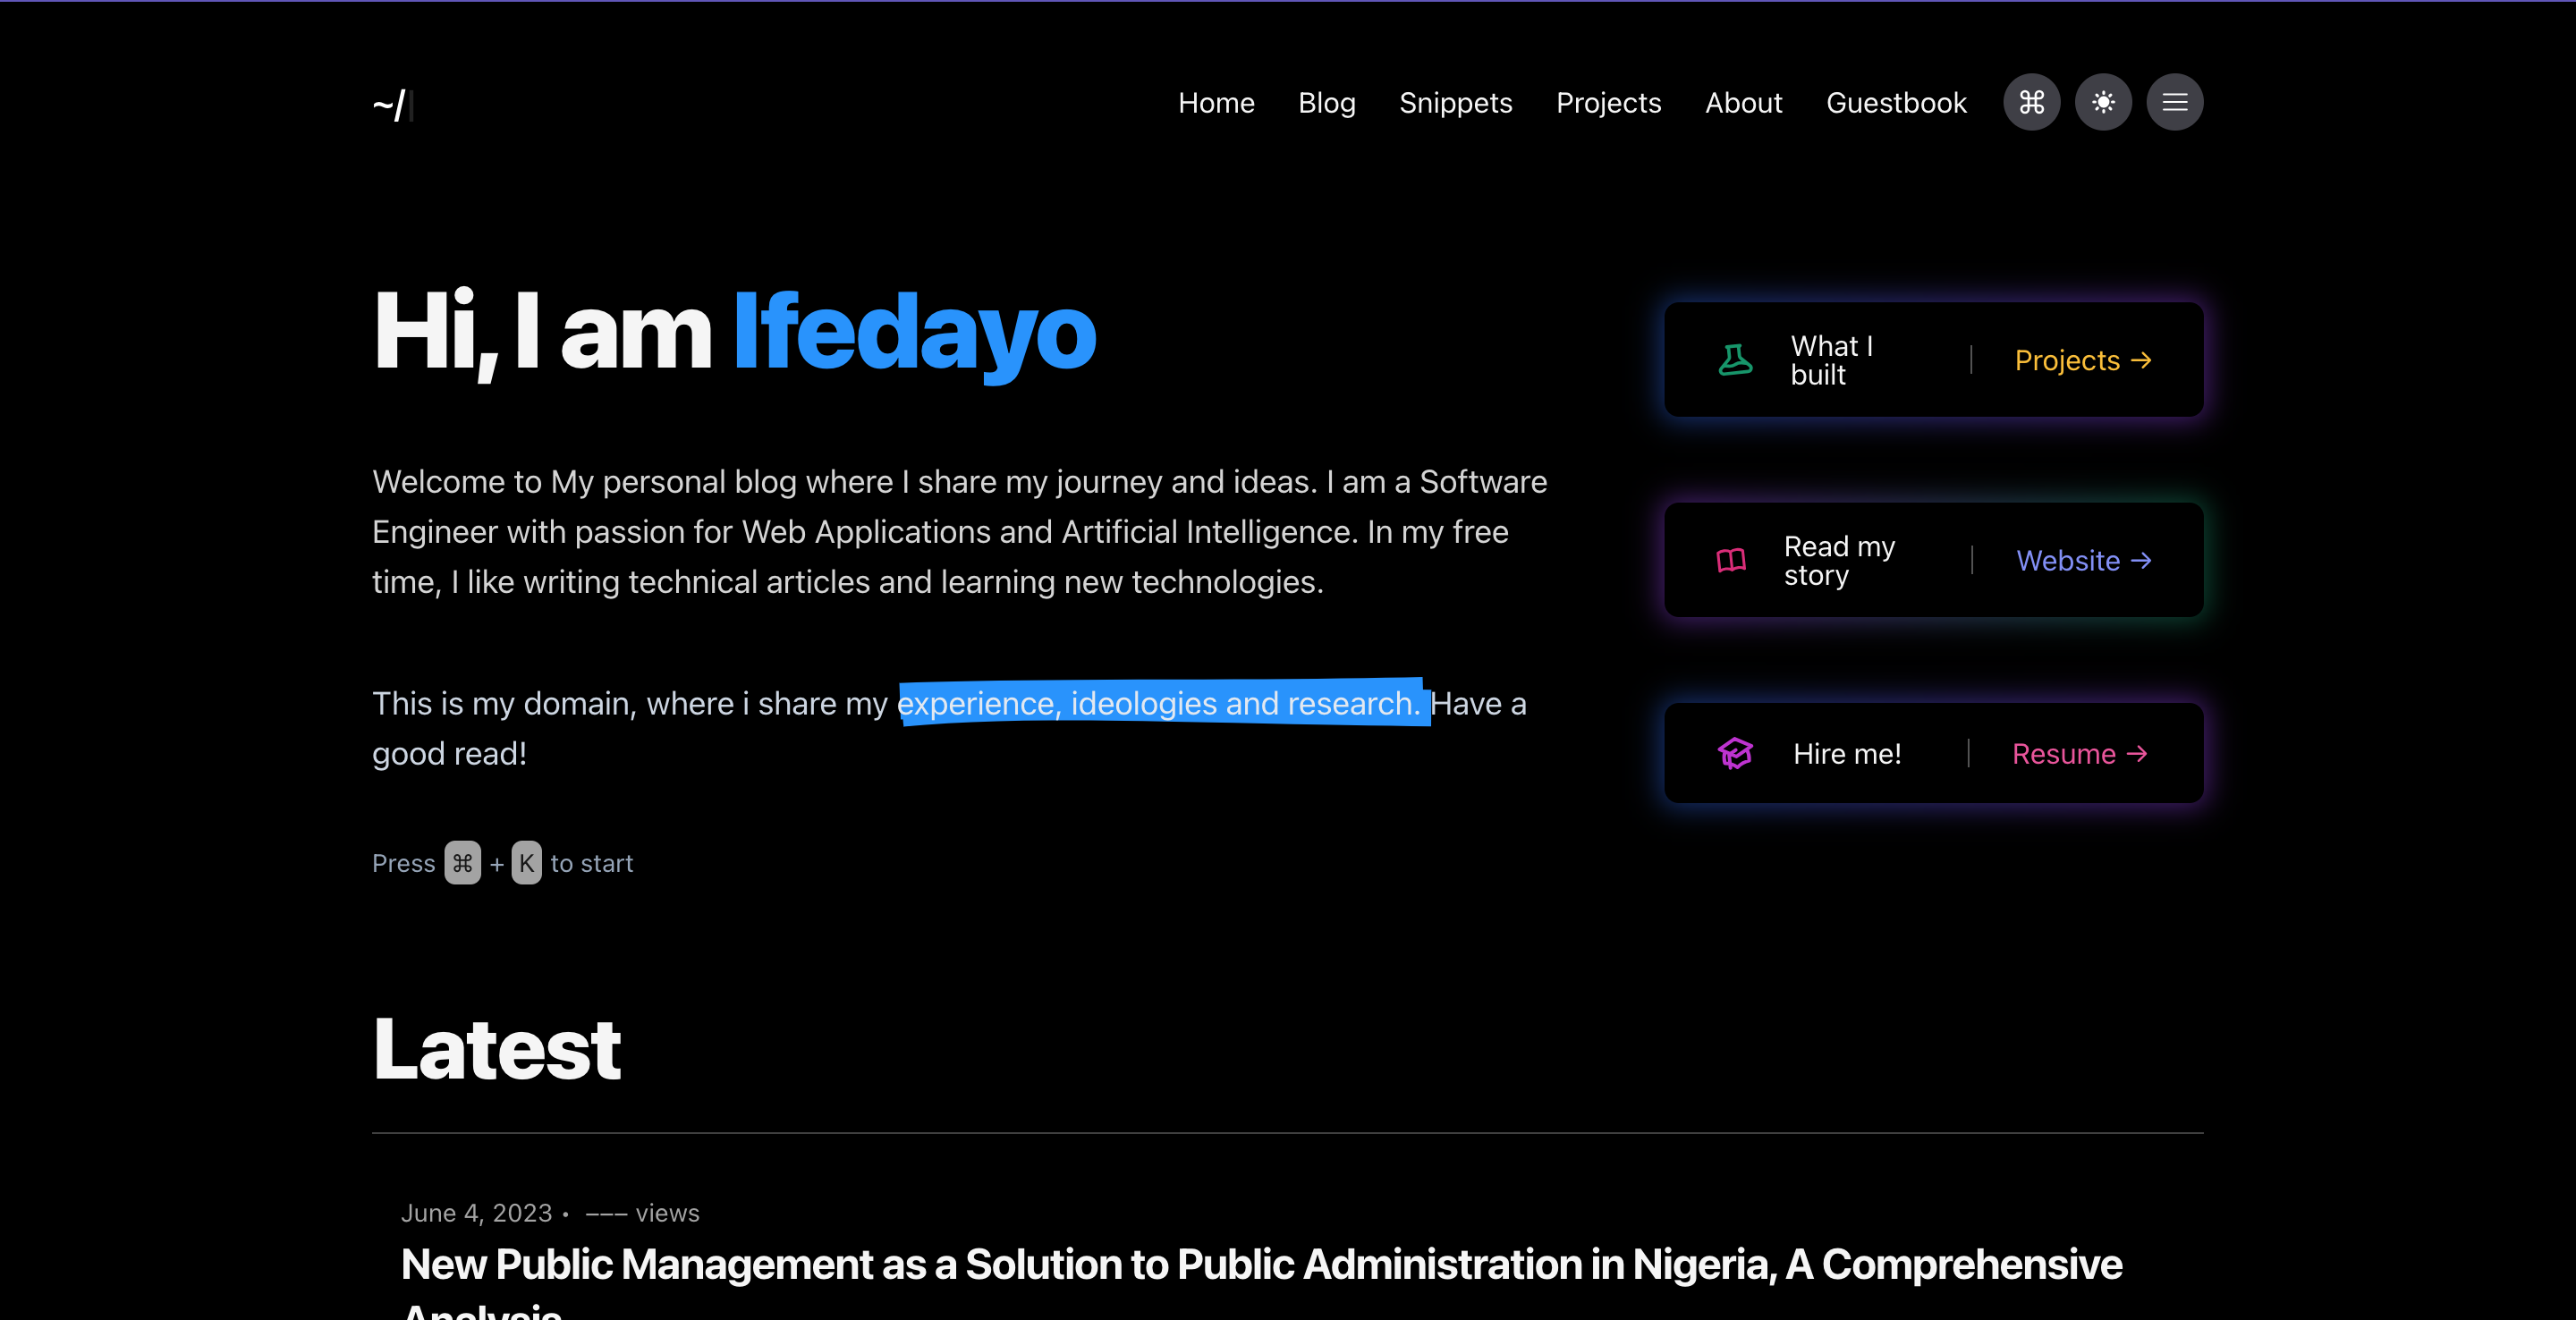 ~/
Home Blog Snippets Projects About Guestbook ⌘
Hi, I am Ifedayo
Welcome to My personal blog where I share my journey and ideas. I am a Software
Engineer with passion for Web Applications and Artificial Intelligence. In my free
time, I like writing technical articles and learning new technologies.
This is my domain, where i share my experience, ideologies and research. Have a
good read!
Press ⌘ + K to start
What I
built
| Projects →
Read my
story
| Website →
Hire me! | Resume →
Latest
June 4, 2023 • ––– views
New Public Management as a Solution to Public Administration in Nigeria, A Comprehensive
Analysis